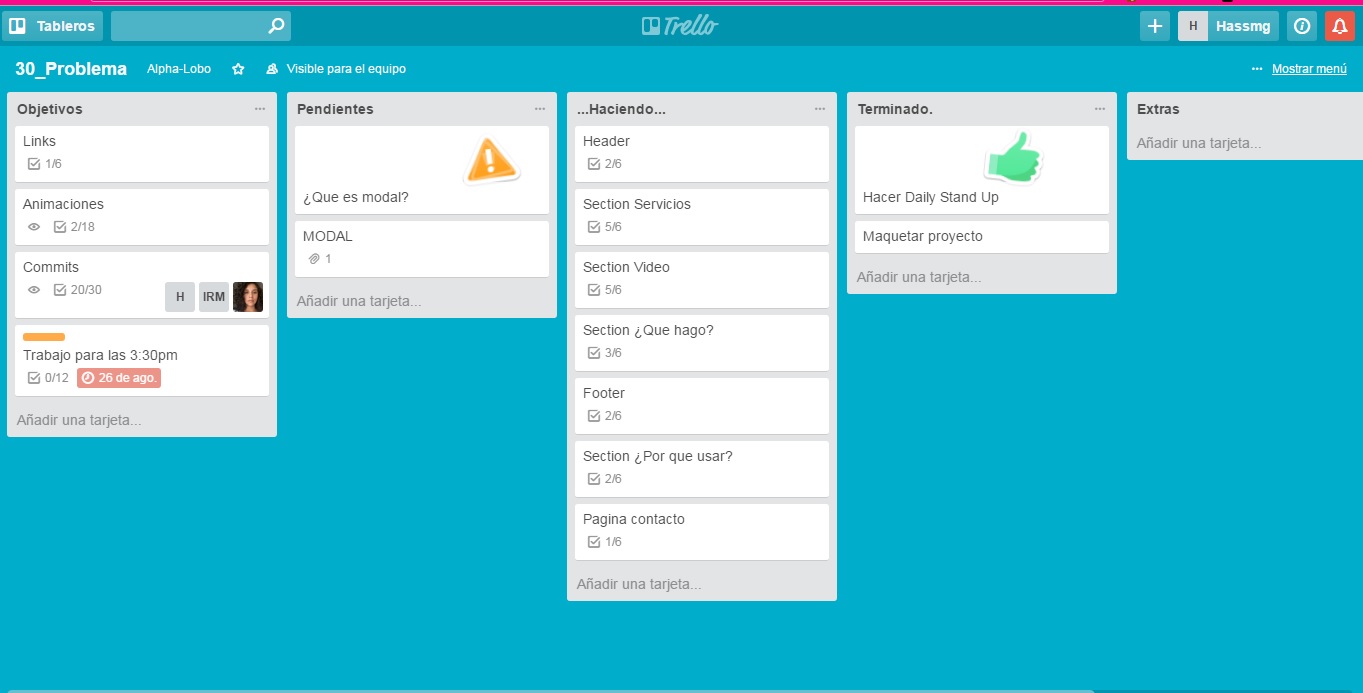 Tableros
Trello
+
H
Hassmg
30_Problema
Alpha-Lobo
Visible para el equipo
... Mostrar menú
Objetivos ...
Links
1/6
Animaciones
2/18
Commits
20/30
H
IRM
Trabajo para las 3:30pm
0/12
26 de ago.
Añadir una tarjeta...
Pendientes ...
¿Que es modal?
MODAL
1
Añadir una tarjeta...
...Haciendo... ...
Header
2/6
Section Servicios
5/6
Section Video
5/6
Section ¿Que hago?
3/6
Footer
2/6
Section ¿Por que usar?
2/6
Pagina contacto
1/6
Añadir una tarjeta...
Terminado. ...
Hacer Daily Stand Up
Maquetar proyecto
Añadir una tarjeta...
Extras
Añadir una tarjeta...